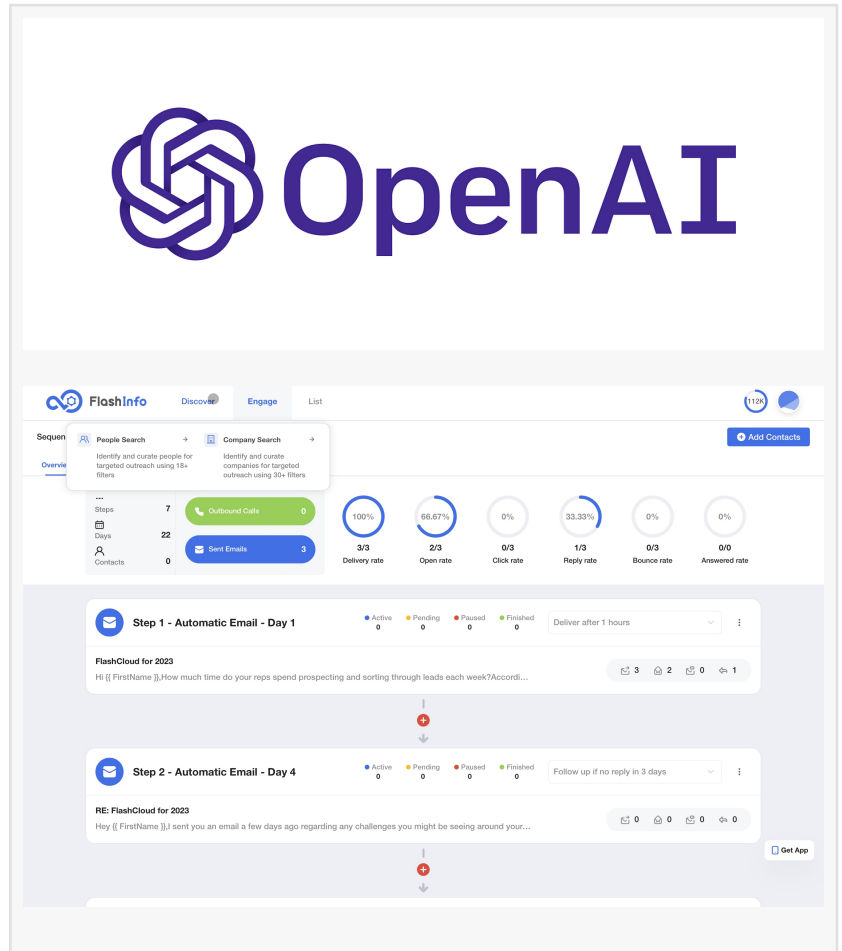 OpenAI
FlashInfo
Discover
Engage
List
112K
Sequen
People Search
Identify and curate people for
targeted outreach using 18+
filters
Company Search
Identify and curate
companies for targeted
outreach using 30+ filters
Add Contacts
Overvie
Steps 7
Days 22
Contacts 0
Outbound Calls 0
Sent Emails 3
100% 66.67% 0% 33.33% 0% 0%
3/3 2/3 0/3 1/3 0/3 0/0
Delivery rate Open rate Click rate Reply rate Bounce rate Answered rate
Step 1 - Automatic Email - Day 1
Active Pending Paused Finished
0 0 0 0
Deliver after 1 hours
FlashCloud for 2023
Hi {{ FirstName }},How much time do your reps spend prospecting and sorting through leads each week?Accordi...
3 2 0 1
Step 2 - Automatic Email - Day 4
Active Pending Paused Finished
0 0 0 0
Follow up if no reply in 3 days
RE: FlashCloud for 2023
Hey {{ FirstName }},I sent you an email a few days ago regarding any challenges you might be seeing around your...
0 0 0 0
Get App